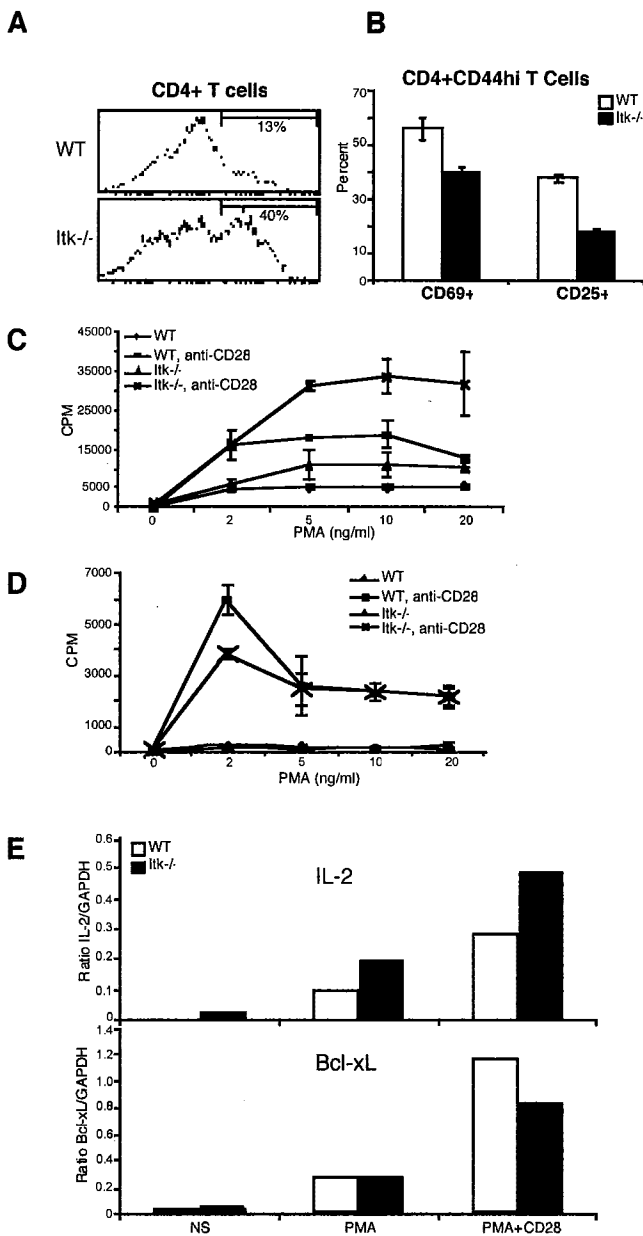 A
CD4+ T cells
WT
13%
Itk-/-
40%
B
CD4+CD44hi T Cells
WT
Itk-/-
Percent
70
50
30
10
0
CD69+
CD25+
C
WT
WT, anti-CD28
Itk-/-
Itk-/-, anti-CD28
CPM
45000
35000
25000
15000
5000
0
0 2 5 10 20
PMA (ng/ml)
D
WT
WT, anti-CD28
Itk-/-
Itk-/-, anti-CD28
CPM
7000
5000
3000
1000
0
0 2 5 10 20
PMA (ng/ml)
E
WT
Itk-/-
IL-2
Ratio IL-2/GAPDH
0.6
0.5
0.4
0.3
0.2
0.1
0
Bcl-xL
Ratio Bcl-xL/GAPDH
1.4
1.2
1.0
0.8
0.6
0.4
0.2
0
NS PMA PMA+CD28